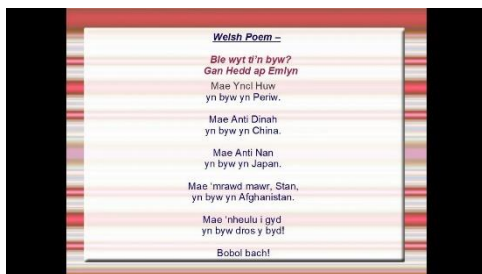 Welsh Poem –
Ble wyt ti'n byw?
Gan Hedd ap Emlyn
Mae Yncl Huw
yn byw yn Periw.
Mae Anti Dinah
yn byw yn China.
Mae Anti Nan
yn byw yn Japan.
Mae 'mrawd mawr, Stan,
yn byw yn Afghanistan.
Mae 'nheulu i gyd
yn byw dros y byd!
Bobol bach!